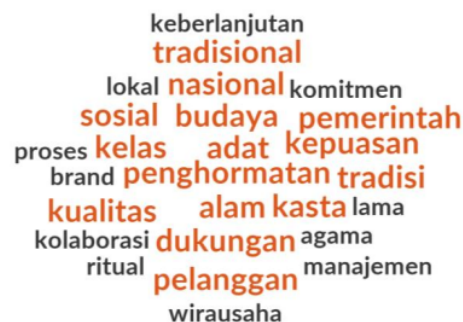 keberlanjutan
tradisional
lokal nasional komitmen
sosial budaya pemerintah
proses kelas adat kepuasan
brand penghormatan tradisi
kualitas alam kasta lama
kolaborasi dukungan agama
ritual pelanggan manajemen
wirausaha